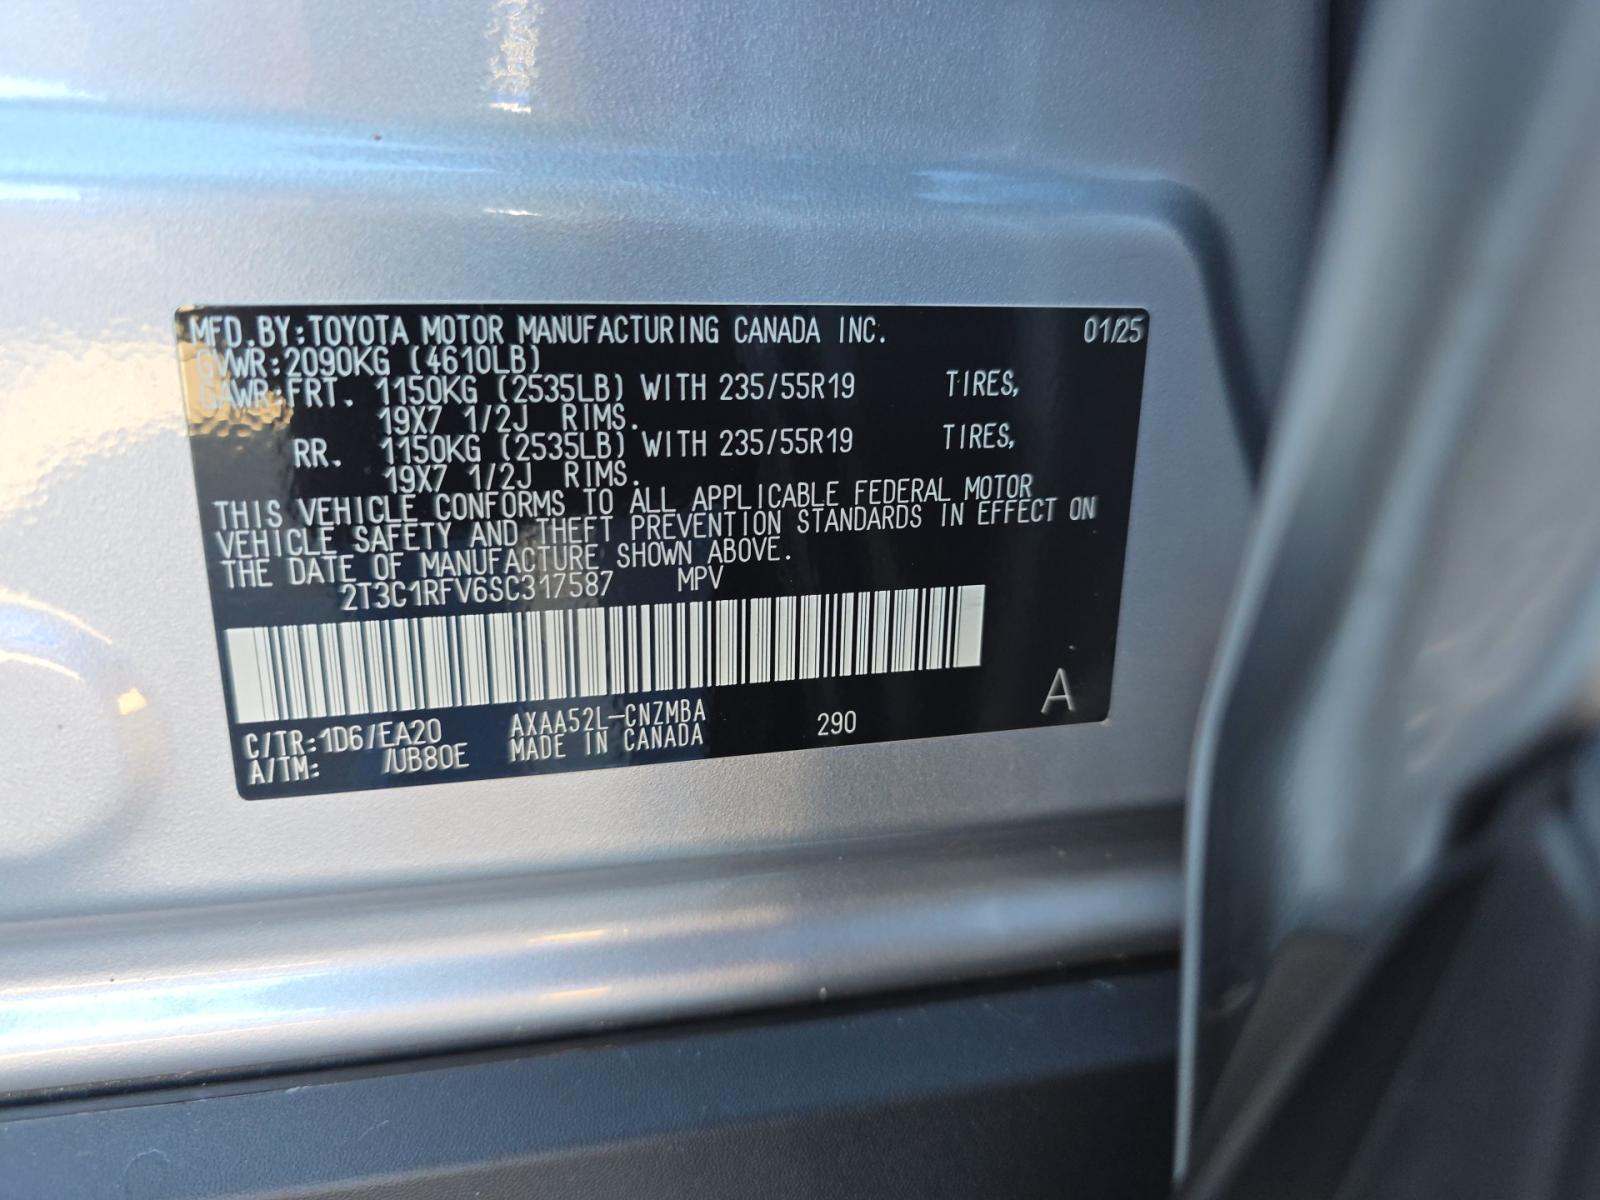 MFD.BY:TOYOTA MOTOR MANUFACTURING CANADA INC. 01/25
GVWR:2090KG (4610LB)
GAWR:FRT. 1150KG (2535LB) WITH 235/55R19 TIRES,
19X7 1/2J RIMS.
RR. 1150KG (2535LB) WITH 235/55R19 TIRES,
19X7 1/2J RIMS.
THIS VEHICLE CONFORMS TO ALL APPLICABLE FEDERAL MOTOR
VEHICLE SAFETY AND THEFT PREVENTION STANDARDS IN EFFECT ON
THE DATE OF MANUFACTURE SHOWN ABOVE.
2T3C1RFV6SC317587 MPV
A
C/TR:1D6/EA20 AXAA52L-CNZMBA 290
A/TM: /UB80E MADE IN CANADA